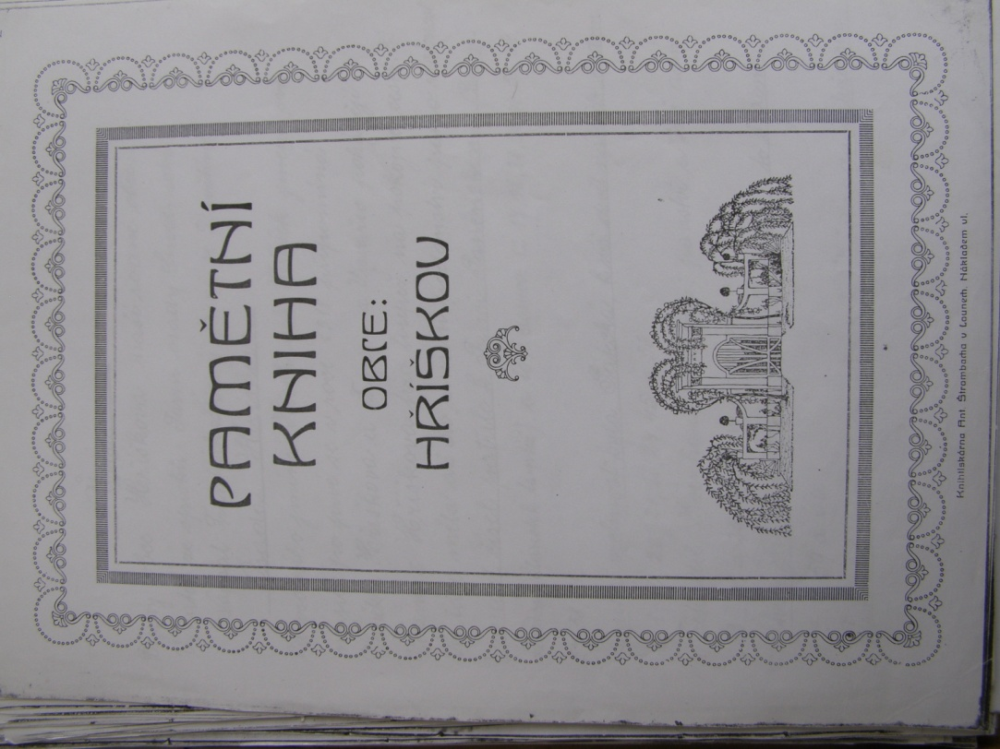 PAMĚTNÍ
KNIHA
OBCE:
HŘÍŠKOV
Knihtiskárna Ant. Štrombacha v Lounech. Nákladem vl.